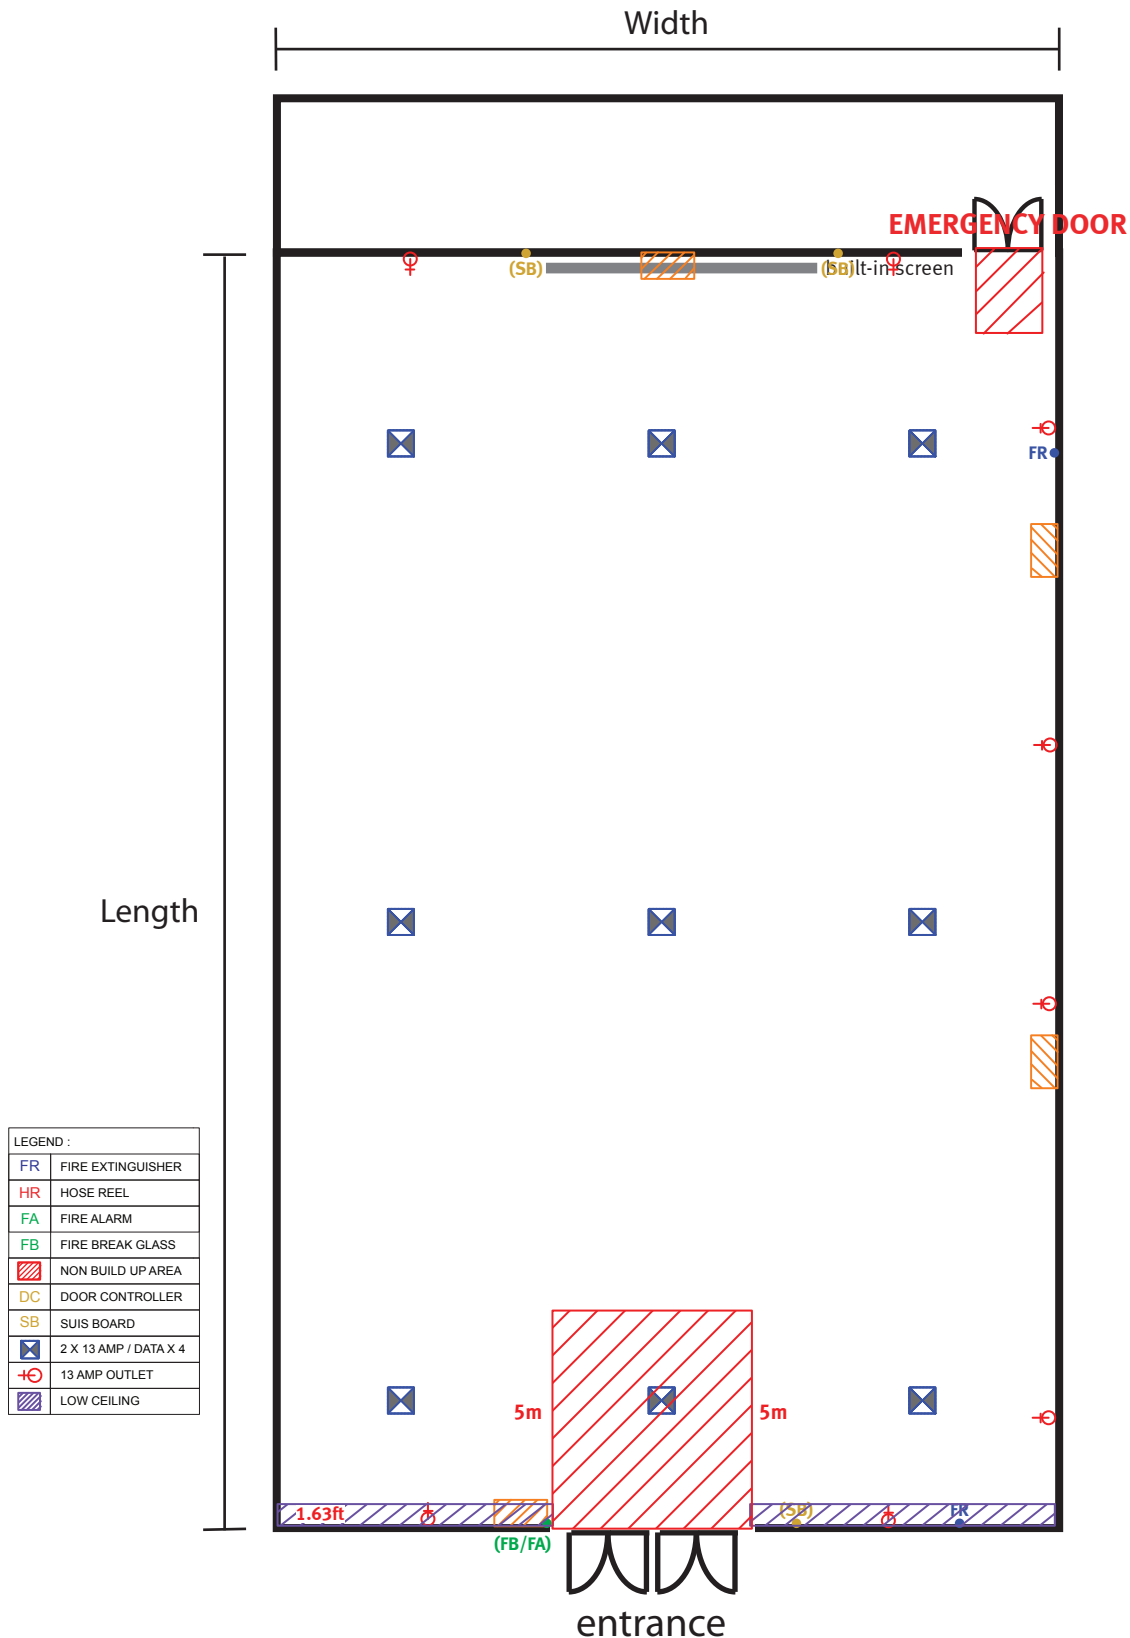 Width
EMERGENCY DOOR
(SB)
(SB)
built-in screen
FR
Length
LEGEND :
FR FIRE EXTINGUISHER
HR HOSE REEL
FA FIRE ALARM
FB FIRE BREAK GLASS
NON BUILD UP AREA
DC DOOR CONTROLLER
SB SUIS BOARD
2 X 13 AMP / DATA X 4
13 AMP OUTLET
LOW CEILING
5m
5m
1.63ft
(SB)
FR
(FB/FA)
entrance